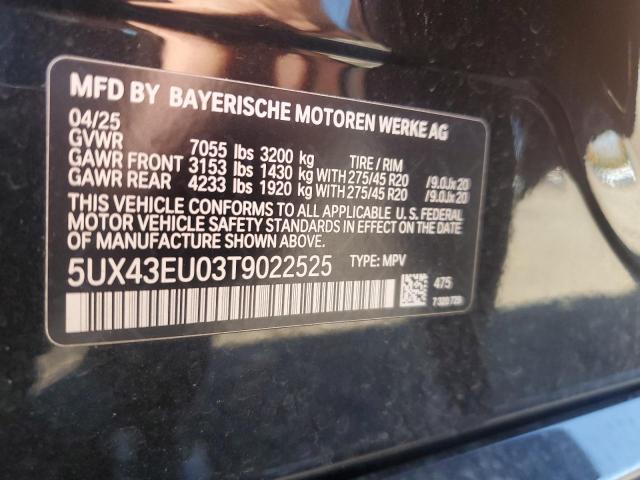 MFD BY BAYERISCHE MOTOREN WERKE AG
04/25
GVWR 7055 lbs 3200 kg TIRE / RIM
GAWR FRONT 3153 lbs 1430 kg WITH 275/45 R20 /9.0Jx20
GAWR REAR 4233 lbs 1920 kg WITH 275/45 R20 /9.0Jx20
THIS VEHICLE CONFORMS TO ALL APPLICABLE U.S. FEDERAL
MOTOR VEHICLE SAFETY STANDARDS IN EFFECT ON THE DATE
OF MANUFACTURE SHOWN ABOVE.
5UX43EU03T9022525 TYPE: MPV
475
7 320 729